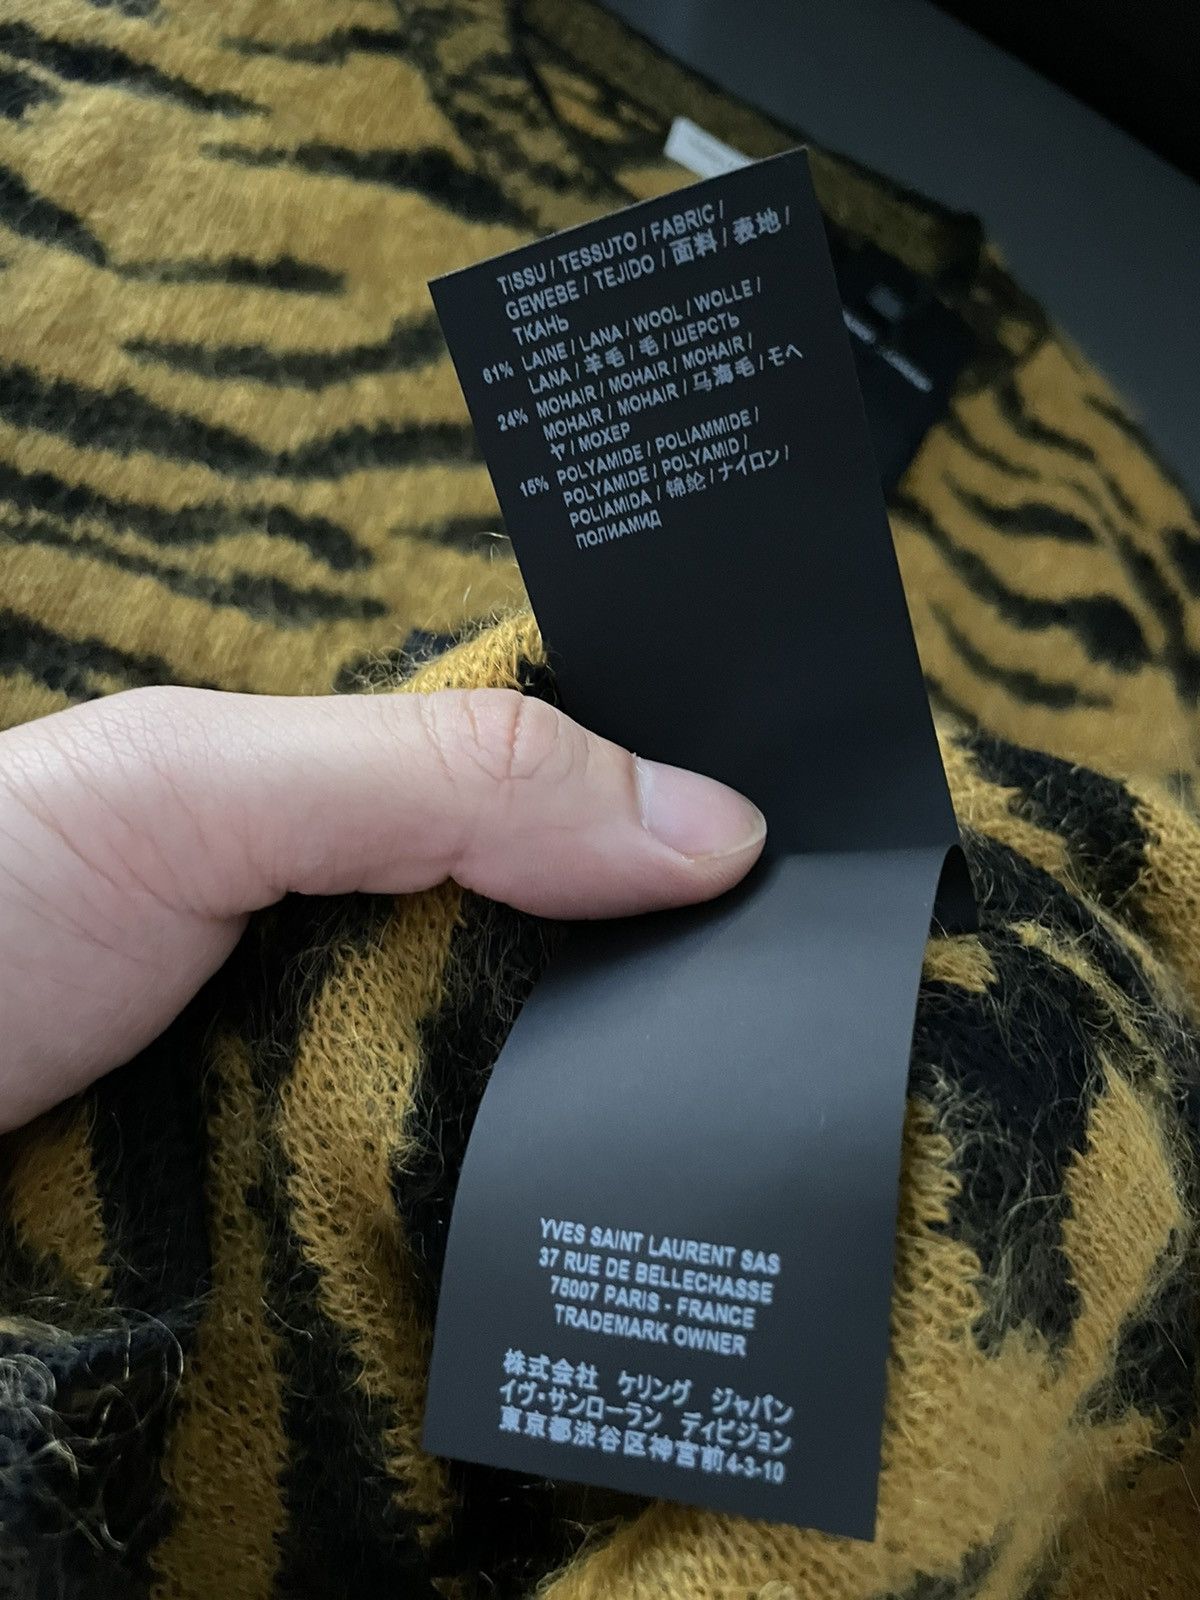 TISSU / TESSUTO / FABRIC /
GEWEBE / TEJIDO / 面料 / 表地 /
ТКАНЬ
61% LAINE / LANA / WOOL / WOLLE /
LANA / 羊毛 / 毛 / ШЕРСТЬ
24% MOHAIR / MOHAIR / MOHAIR /
MOHAIR / MOHAIR / 马海毛 / モヘ
ヤ / МОХЕР
15% POLYAMIDE / POLIAMMIDE /
POLYAMIDE / POLYAMID /
POLIAMIDA / 锦纶 / ナイロン /
ПОЛИАМИД
YVES SAINT LAURENT SAS
37 RUE DE BELLECHASSE
75007 PARIS - FRANCE
TRADEMARK OWNER
株式会社 ケリング ジャパン
イヴ・サンローラン ディビジョン
東京都渋谷区神宮前4-3-10